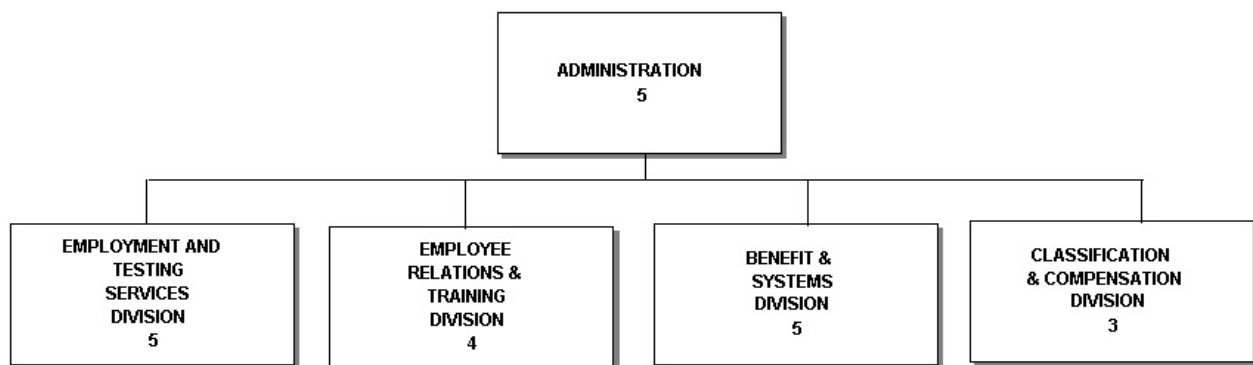 ADMINISTRATION
5
EMPLOYMENT AND
TESTING
SERVICES
DIVISION
5
EMPLOYEE
RELATIONS &
TRAINING
DIVISION
4
BENEFIT &
SYSTEMS
DIVISION
5
CLASSIFICATION
& COMPENSATION
DIVISION
3